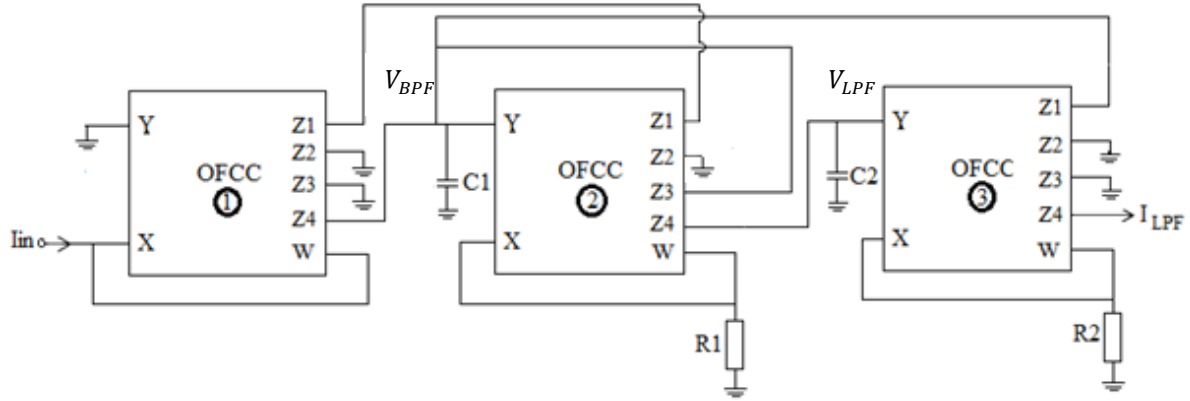 V_BPF
V_LPF
Y
Z1
Z2
Z3
Z4
W
X
OFCC
1
Iin
C1
Y
Z1
Z2
Z3
Z4
W
X
OFCC
2
R1
C2
Y
Z1
Z2
Z3
Z4
W
X
OFCC
3
I_LPF
R2